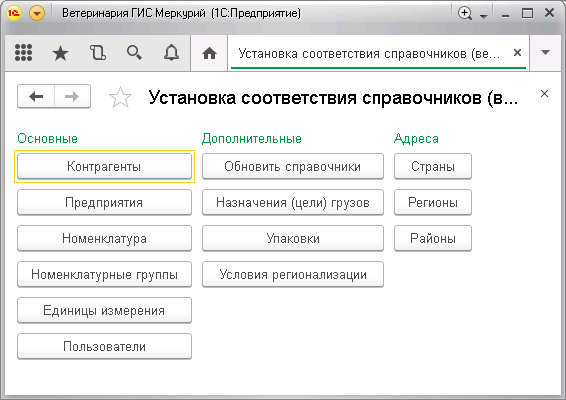 Ветеринария ГИС Меркурий (1С:Предприятие)
Установка соответствия справочников (ве...
Установка соответствия справочников (в...
Основные
Дополнительные
Адреса
Контрагенты
Обновить справочники
Страны
Предприятия
Назначения (цели) грузов
Регионы
Номенклатура
Упаковки
Районы
Номенклатурные группы
Условия регионализации
Единицы измерения
Пользователи